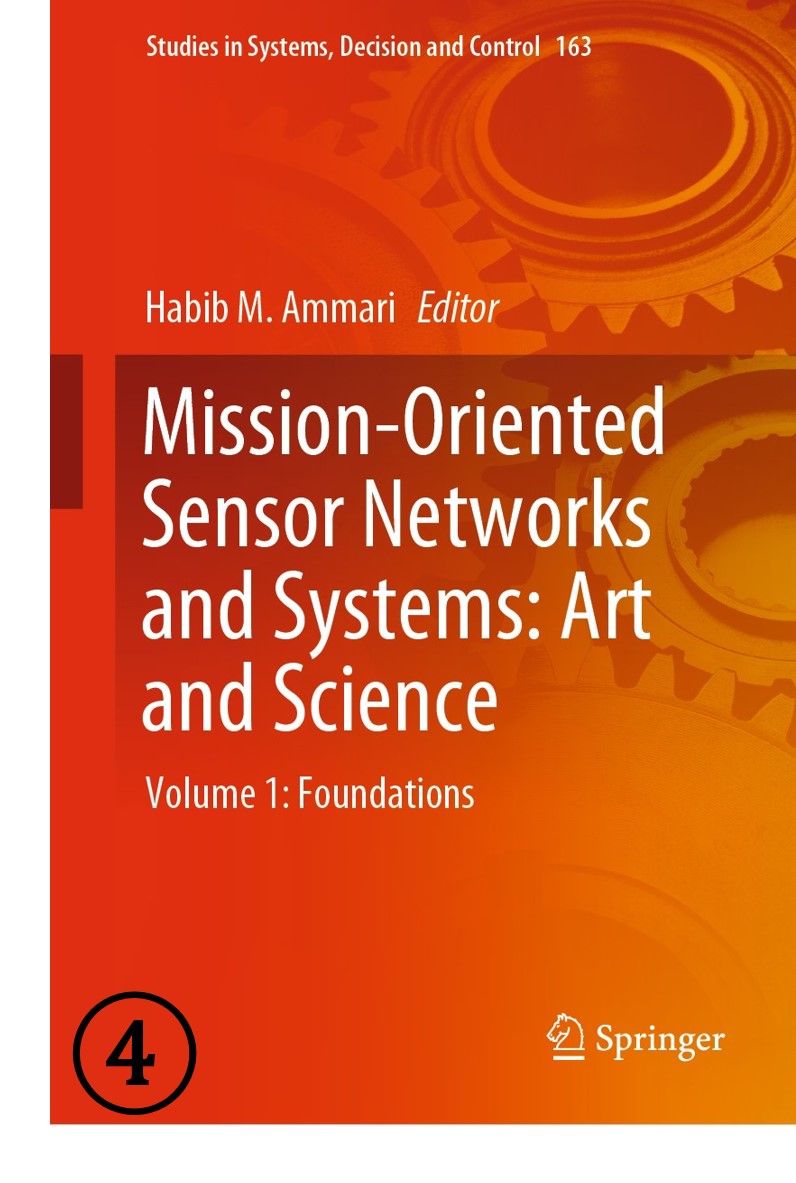 Studies in Systems, Decision and Control 163
Habib M. Ammari Editor
Mission-Oriented
Sensor Networks
and Systems: Art
and Science
Volume 1: Foundations
4
Springer